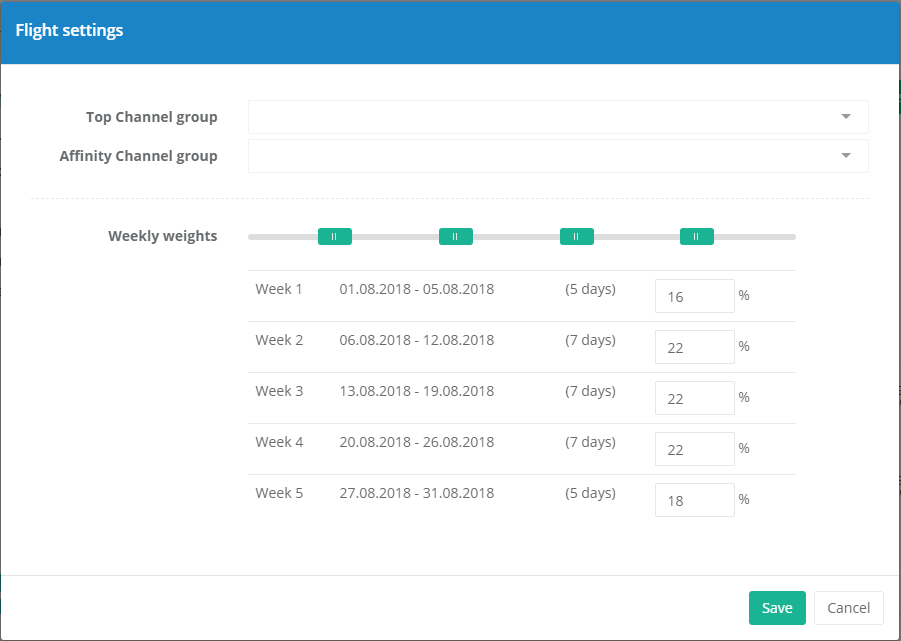 Flight settings
Top Channel group
Affinity Channel group
Weekly weights
Week 1 01.08.2018 - 05.08.2018 (5 days) 16 %
Week 2 06.08.2018 - 12.08.2018 (7 days) 22 %
Week 3 13.08.2018 - 19.08.2018 (7 days) 22 %
Week 4 20.08.2018 - 26.08.2018 (7 days) 22 %
Week 5 27.08.2018 - 31.08.2018 (5 days) 18 %
Save Cancel